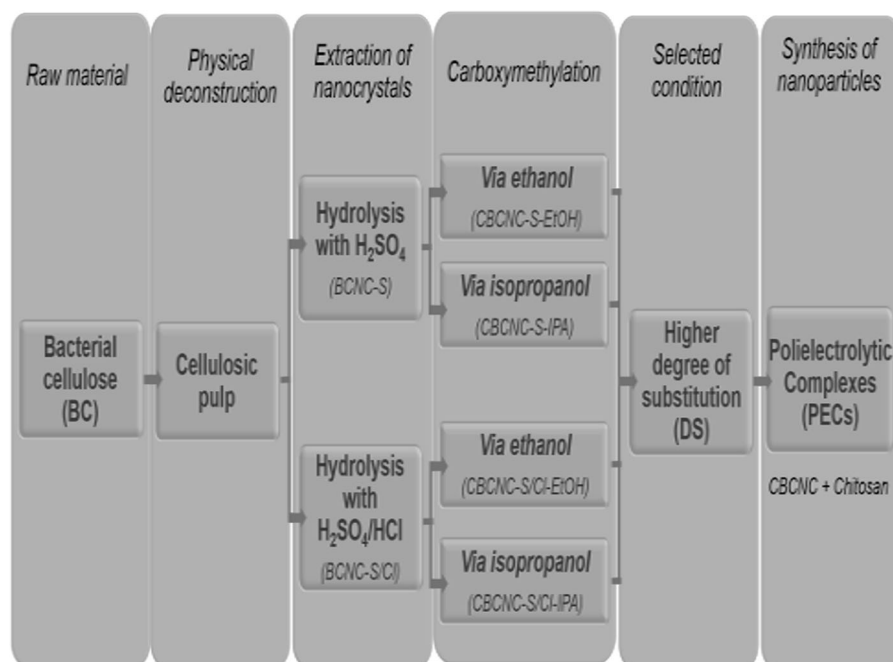 Raw material
Physical
deconstruction
Extraction of
nanocrystals
Carboxymethylation
Selected
condition
Synthesis of
nanoparticles
Bacterial
cellulose
(BC)
Cellulosic
pulp
Hydrolysis
with H₂SO₄
(BCNC-S)
Hydrolysis
with
H₂SO₄/HCl
(BCNC-S/Cl)
Via ethanol
(CBCNC-S-EtOH)
Via isopropanol
(CBCNC-S-IPA)
Via ethanol
(CBCNC-S/Cl-EtOH)
Via isopropanol
(CBCNC-S/Cl-IPA)
Higher
degree of
substitution
(DS)
Polielectrolytic
Complexes
(PECs)
CBCNC + Chitosan